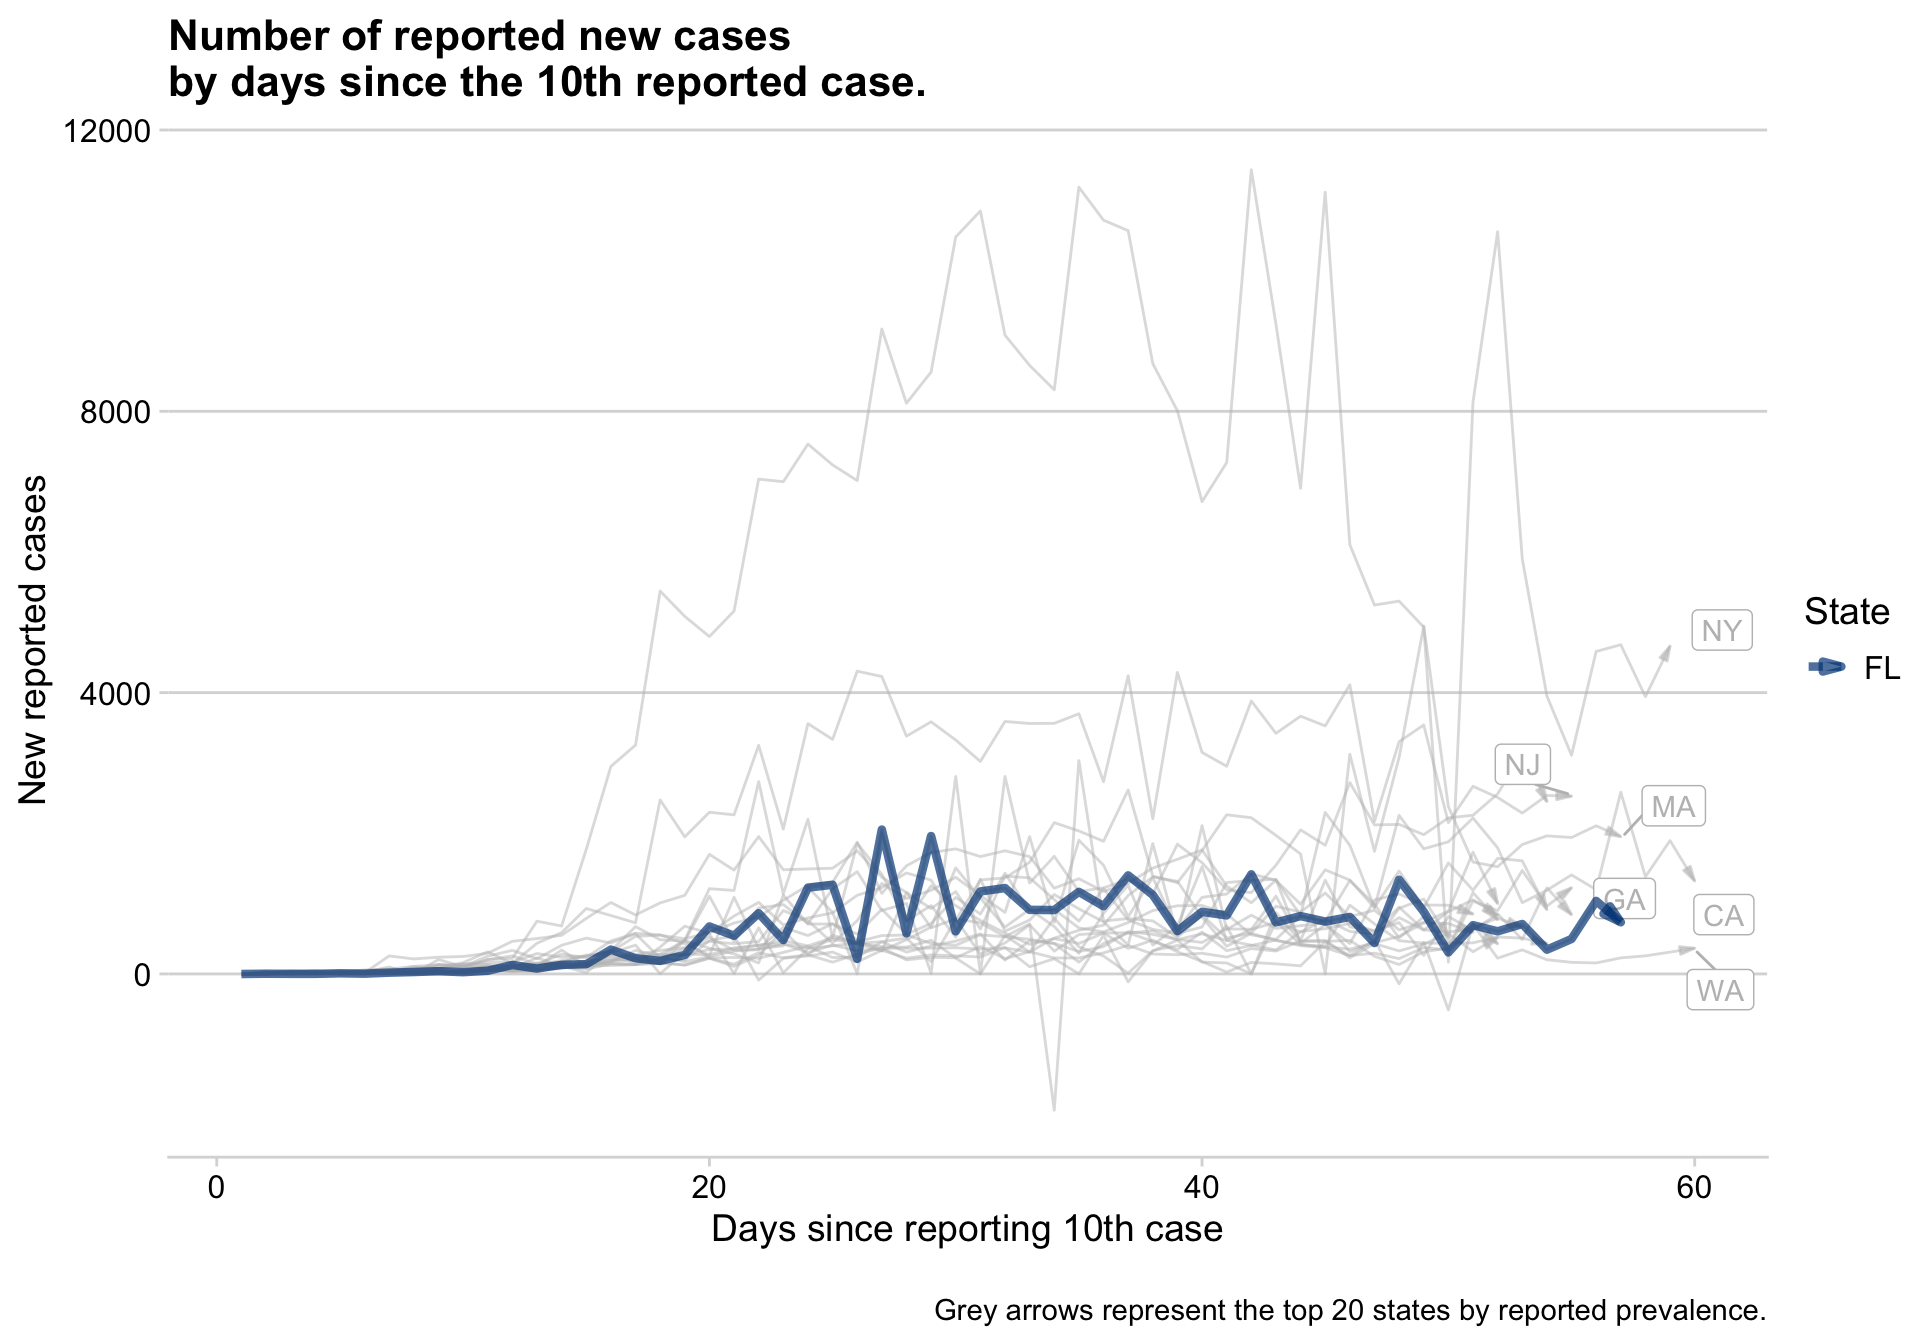 Number of reported new cases
by days since the 10th reported case.
12000
8000
4000
0
New reported cases
NY
NJ
MA
GA
CA
WA
State
FL
0
20
40
60
Days since reporting 10th case
Grey arrows represent the top 20 states by reported prevalence.